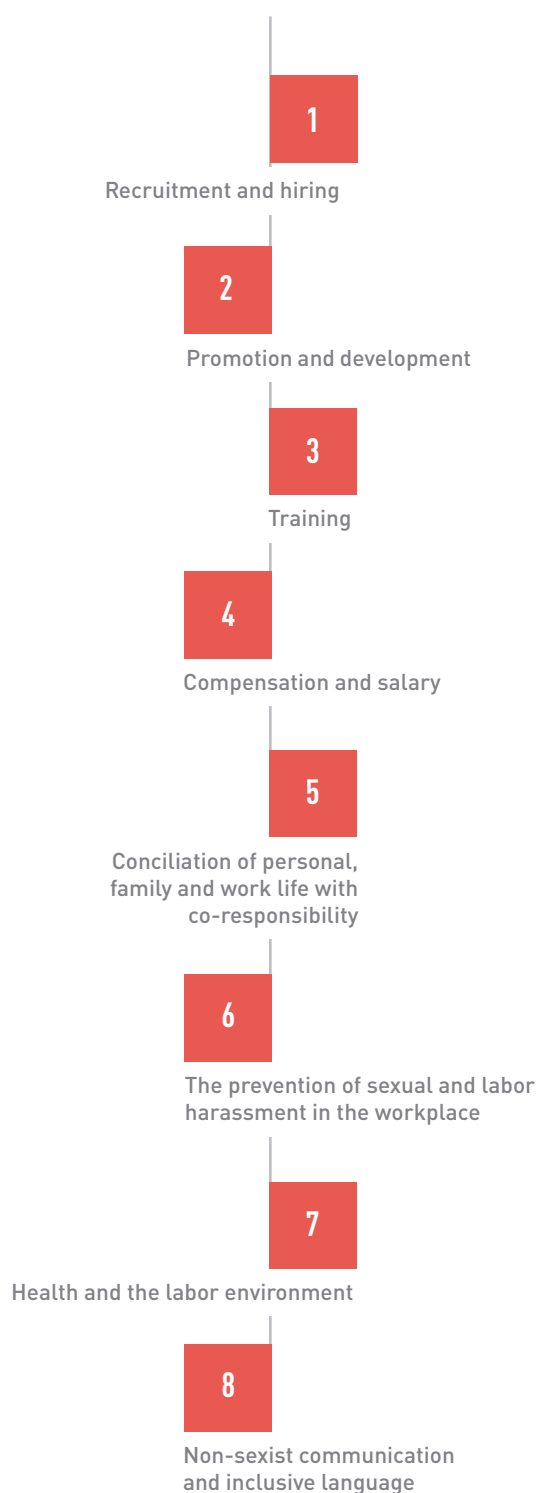 1
Recruitment and hiring
2
Promotion and development
3
Training
4
Compensation and salary
5
Conciliation of personal,
family and work life with
co-responsibility
6
The prevention of sexual and labor
harassment in the workplace
7
Health and the labor environment
8
Non-sexist communication
and inclusive language